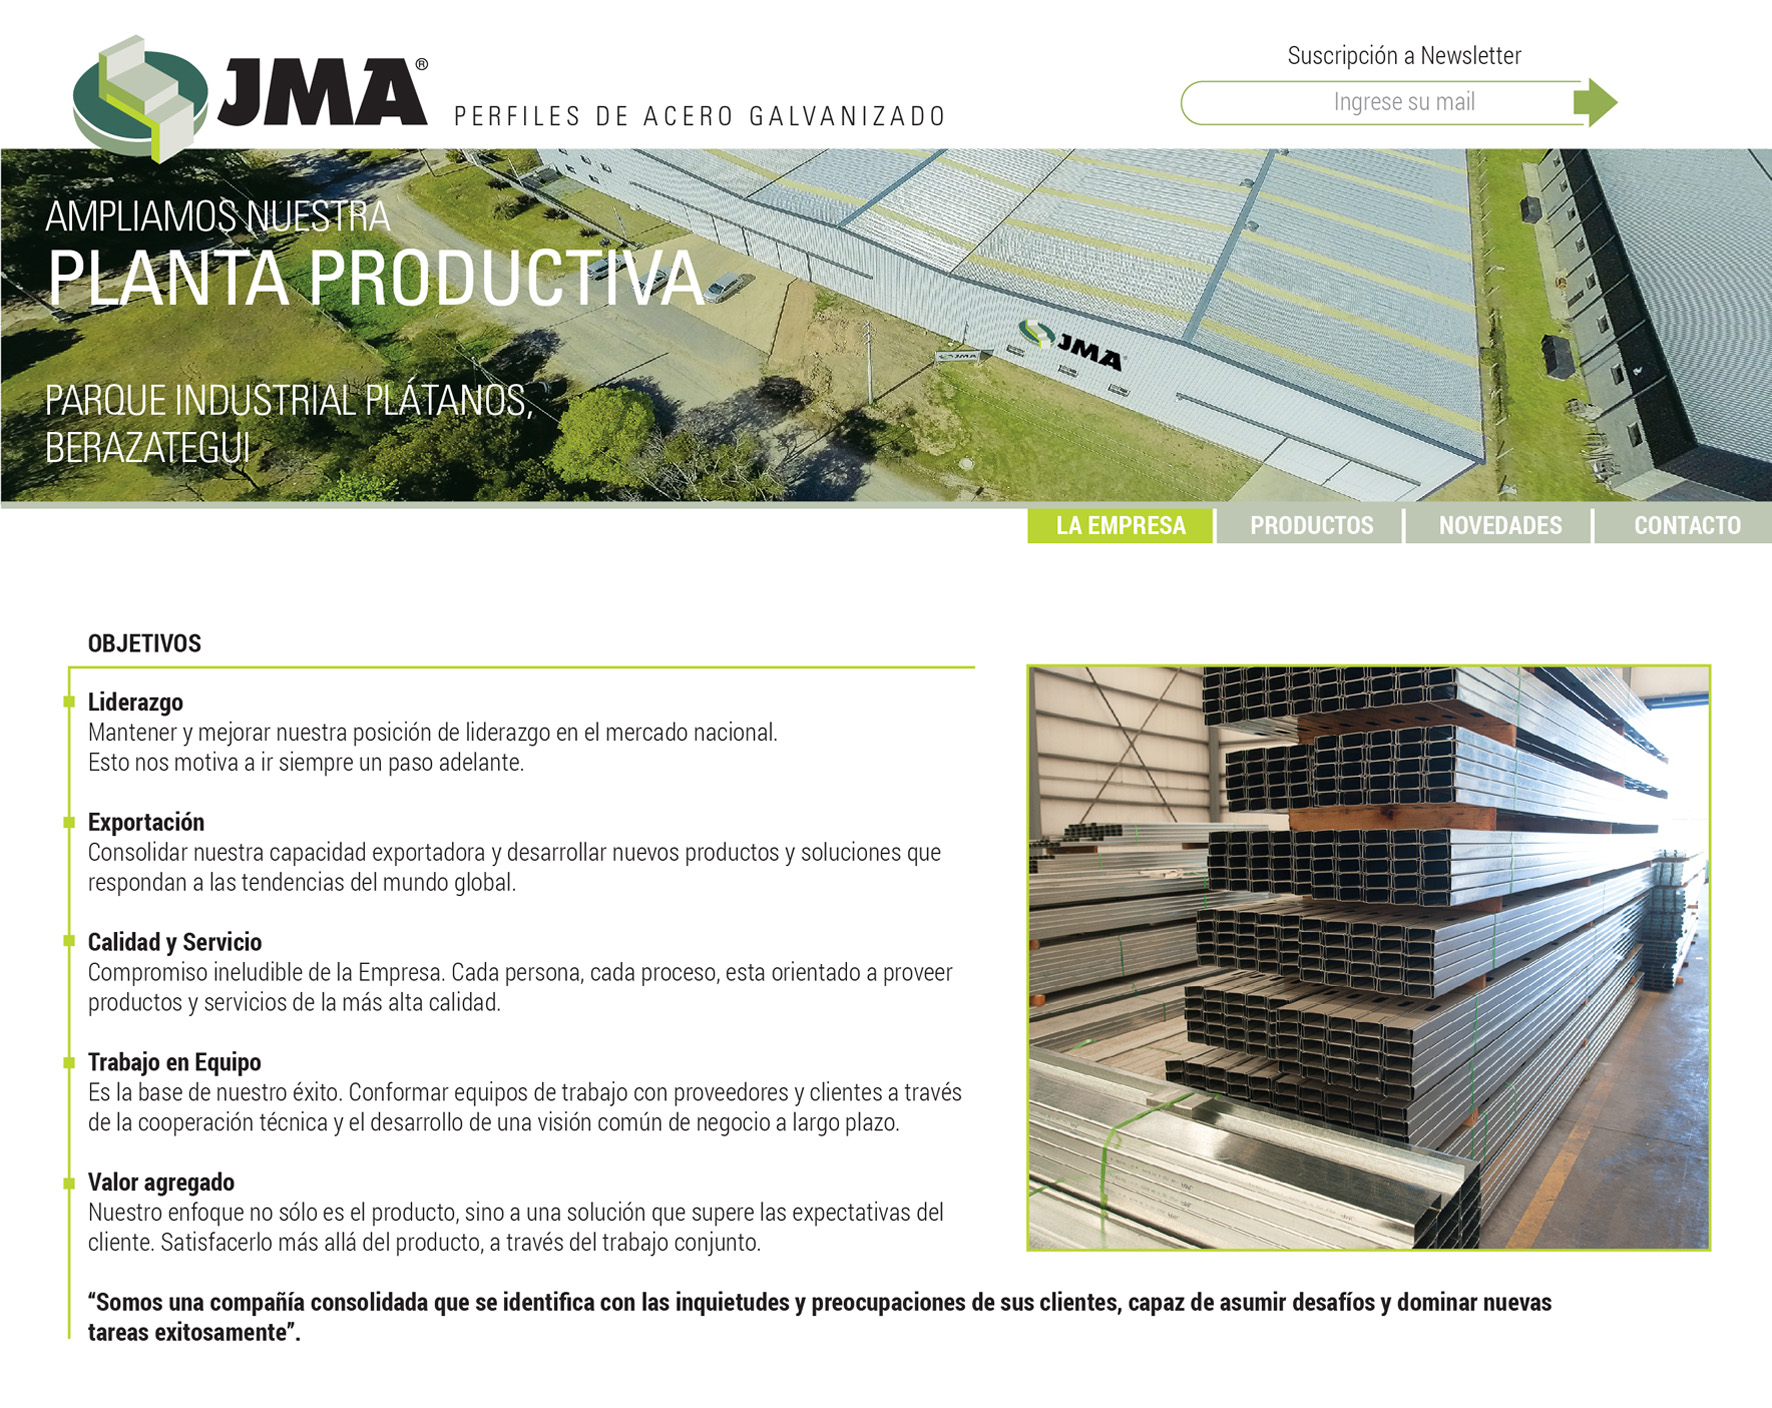 JMA®
PERFILES DE ACERO GALVANIZADO
Suscripción a Newsletter
Ingrese su mail
AMPLIAMOS NUESTRA
PLANTA PRODUCTIVA
PARQUE INDUSTRIAL PLÁTANOS,
BERAZATEGUI
JMA
JMA
LA EMPRESA
PRODUCTOS
NOVEDADES
CONTACTO
OBJETIVOS
Liderazgo
Mantener y mejorar nuestra posición de liderazgo en el mercado nacional.
Esto nos motiva a ir siempre un paso adelante.
Exportación
Consolidar nuestra capacidad exportadora y desarrollar nuevos productos y soluciones que
respondan a las tendencias del mundo global.
Calidad y Servicio
Compromiso ineludible de la Empresa. Cada persona, cada proceso, esta orientado a proveer
productos y servicios de la más alta calidad.
Trabajo en Equipo
Es la base de nuestro éxito. Conformar equipos de trabajo con proveedores y clientes a través
de la cooperación técnica y el desarrollo de una visión común de negocio a largo plazo.
Valor agregado
Nuestro enfoque no sólo es el producto, sino a una solución que supere las expectativas del
cliente. Satisfacerlo más allá del producto, a través del trabajo conjunto.
“Somos una compañía consolidada que se identifica con las inquietudes y preocupaciones de sus clientes, capaz de asumir desafíos y dominar nuevas
tareas exitosamente”.